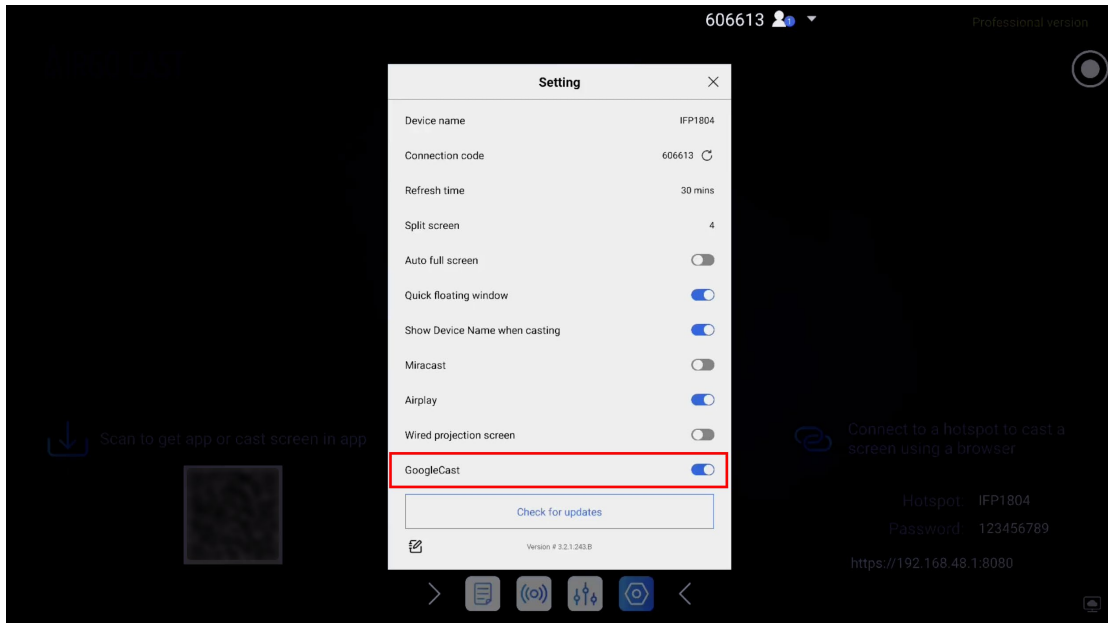 606613
1
Professional version
Setting
Device name IFP1804
Connection code 606613
Refresh time 30 mins
Split screen 4
Auto full screen
Quick floating window
Show Device Name when casting
Miracast
Airplay
Wired projection screen
GoogleCast
Check for updates
Version # 3.2.1.243.B
Scan to get app or cast screen in app
Connect to a hotspot to cast a
screen using a browser
Hotspot IFP1804
Password 123456789
https://192.168.48.1:8080